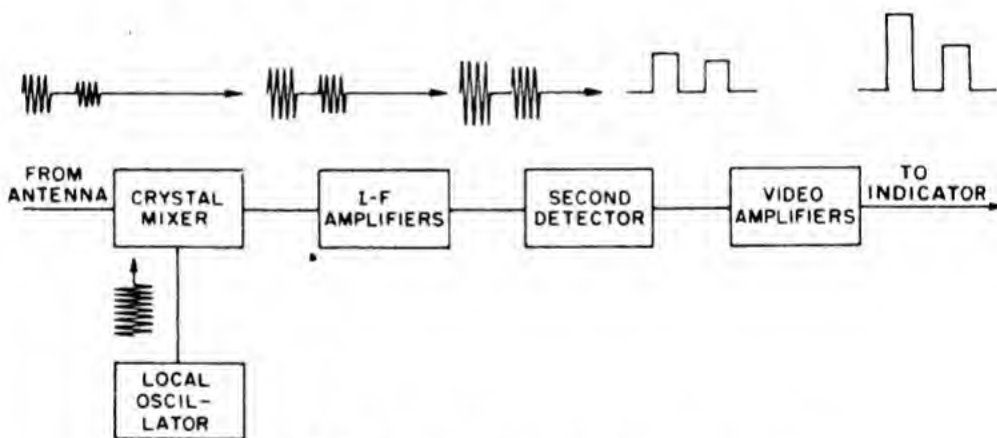 FROM
ANTENNA
CRYSTAL
MIXER
I-F
AMPLIFIERS
SECOND
DETECTOR
VIDEO
AMPLIFIERS
TO
INDICATOR
LOCAL
OSCIL-
LATOR